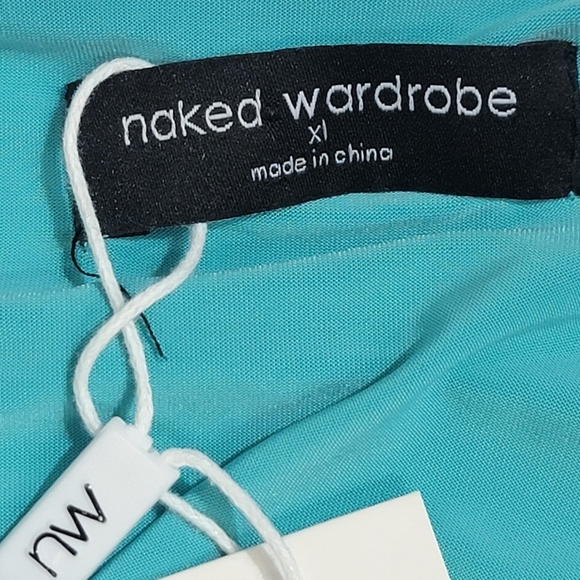 naked wardrobe
xl
made in china
nw